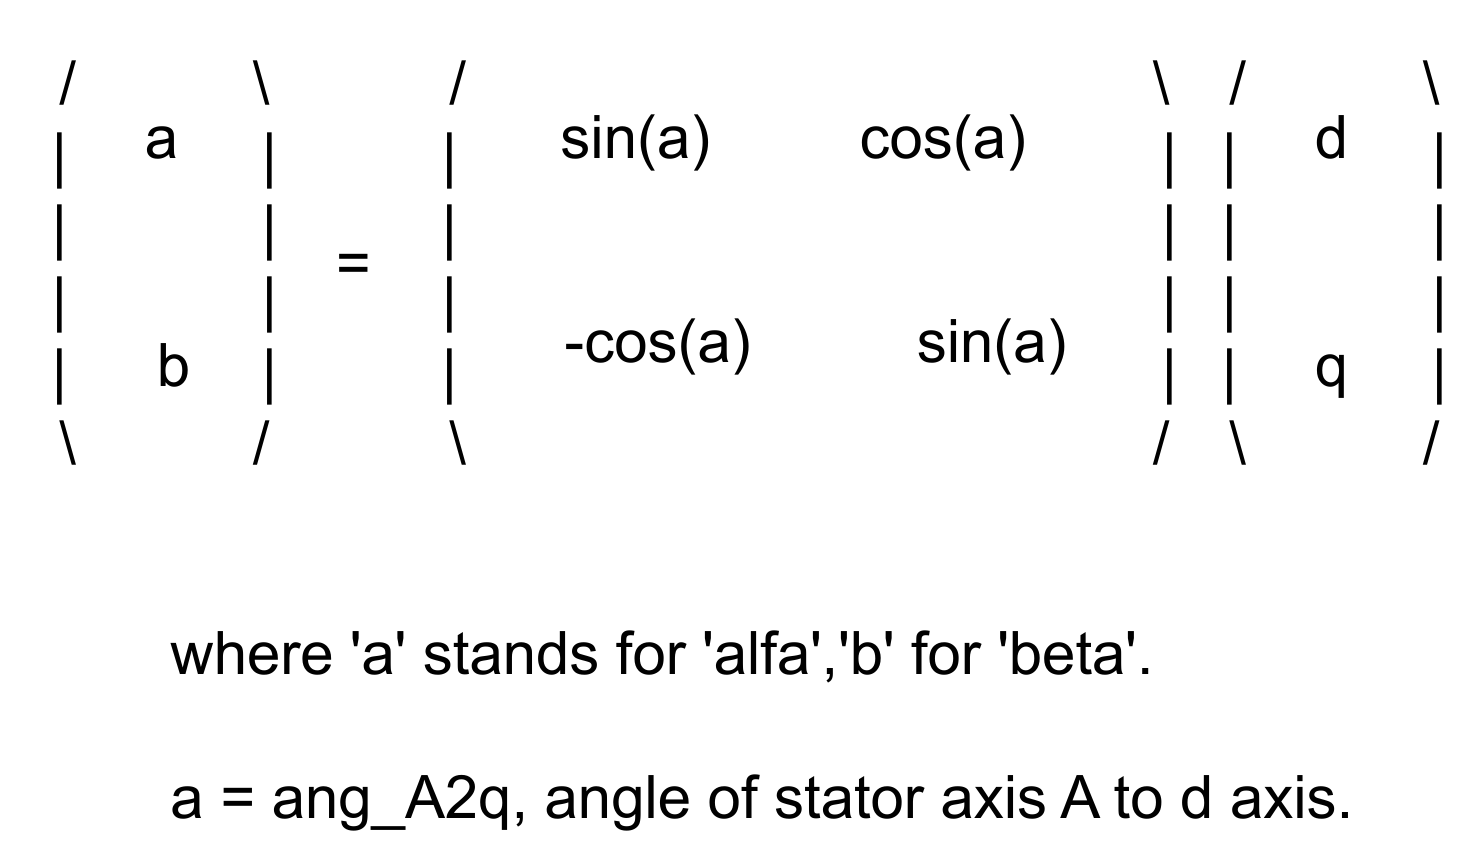 / \ / \ / \
| a | | sin(a) cos(a) | | d |
| | = | | | |
| | | | | |
| b | | -cos(a) sin(a) | | q |
\ / \ / \ /
where 'a' stands for 'alfa','b' for 'beta'.
a = ang_A2q, angle of stator axis A to d axis.